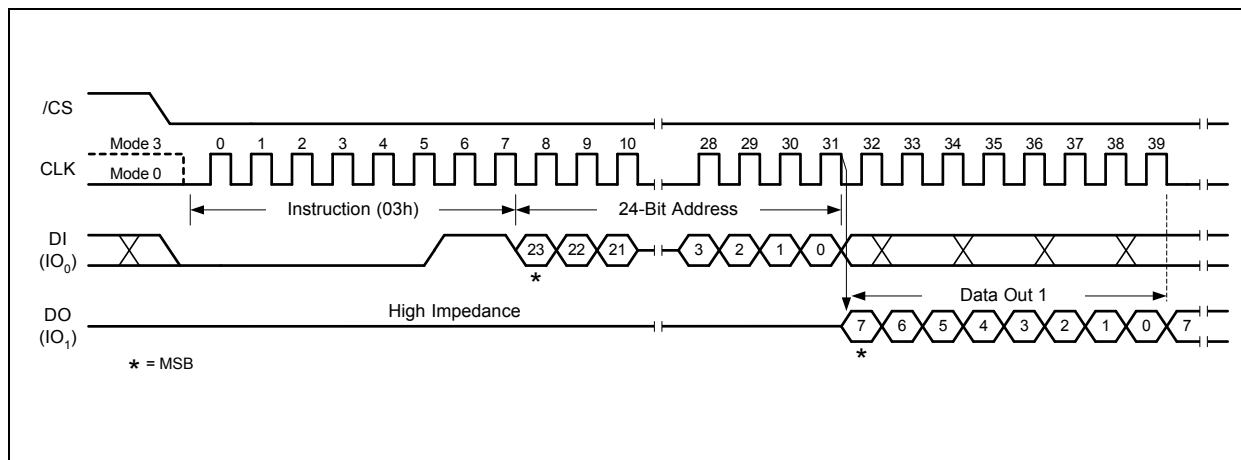 /CS
Mode 3 0 1 2 3 4 5 6 7 8 9 10 28 29 30 31 32 33 34 35 36 37 38 39
CLK
Mode 0
Instruction (03h) 24-Bit Address
DI
(IO0)
23 22 21 3 2 1 0
*
Data Out 1
High Impedance
DO
(IO1)
7 6 5 4 3 2 1 0 7
*
* = MSB